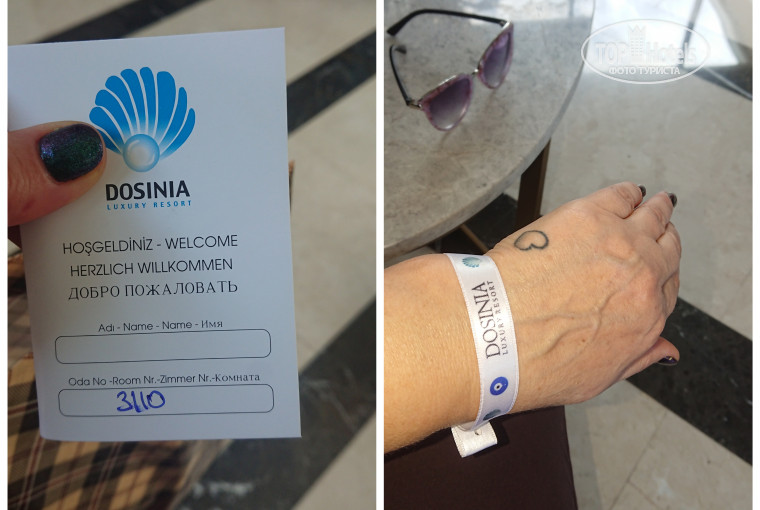 DOSINIA
LUXURY RESORT
HOŞGELDİNİZ - WELCOME
HERZLICH WILLKOMMEN
ДОБРО ПОЖАЛОВАТЬ
Adı - Name - Name - Имя
Oda No -Room Nr.-Zimmer Nr.-Комната
3110
TOP Hotels
ФОТО ТУРИСТА
DOSINIA
LUXURY RESORT